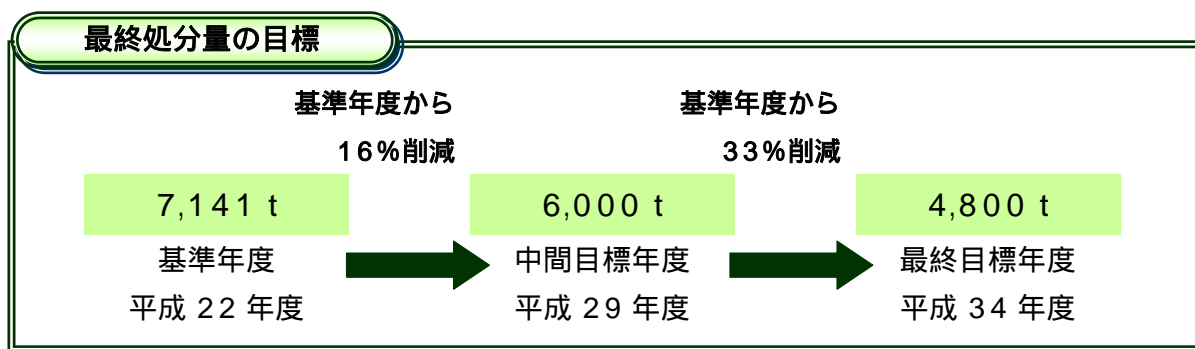 最終処分量の目標
基準年度から
16%削減
基準年度から
33%削減
7,141 t
6,000 t
4,800 t
基準年度
中間目標年度
最終目標年度
平成 22 年度
平成 29 年度
平成 34 年度